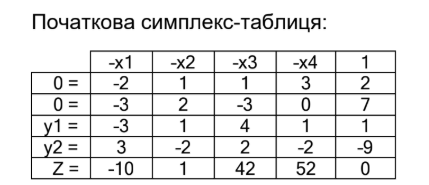 Початкова симплекс-таблиця:
-x1 -x2 -x3 -x4 1
0 = -2 1 1 3 2
0 = -3 2 -3 0 7
y1 = -3 1 4 1 1
y2 = 3 -2 2 -2 -9
Z = -10 1 42 52 0